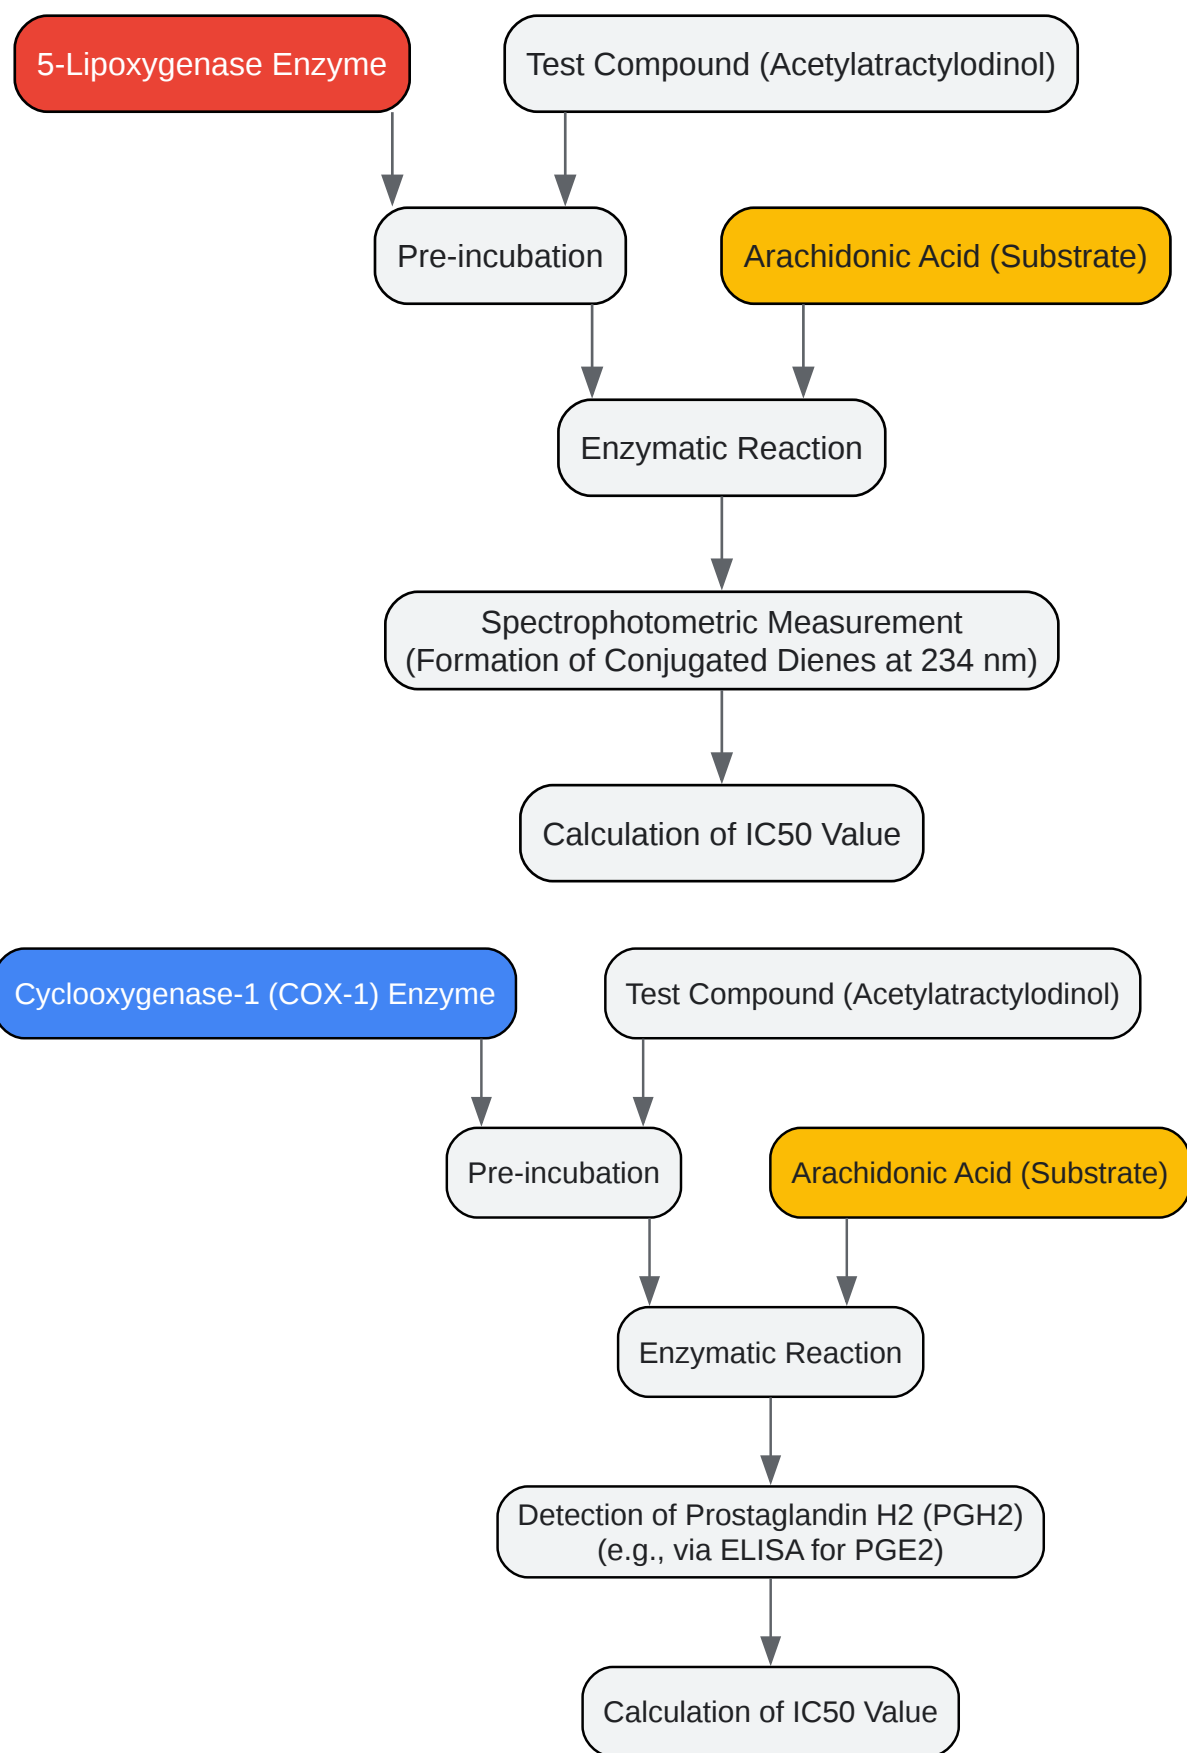 5-Lipoxygenase Enzyme
Test Compound (Acetylatractylodinol)
Pre-incubation
Arachidonic Acid (Substrate)
Enzymatic Reaction
Spectrophotometric Measurement
(Formation of Conjugated Dienes at 234 nm)
Calculation of IC50 Value
Cyclooxygenase-1 (COX-1) Enzyme
Test Compound (Acetylatractylodinol)
Pre-incubation
Arachidonic Acid (Substrate)
Enzymatic Reaction
Detection of Prostaglandin H2 (PGH2)
(e.g., via ELISA for PGE2)
Calculation of IC50 Value